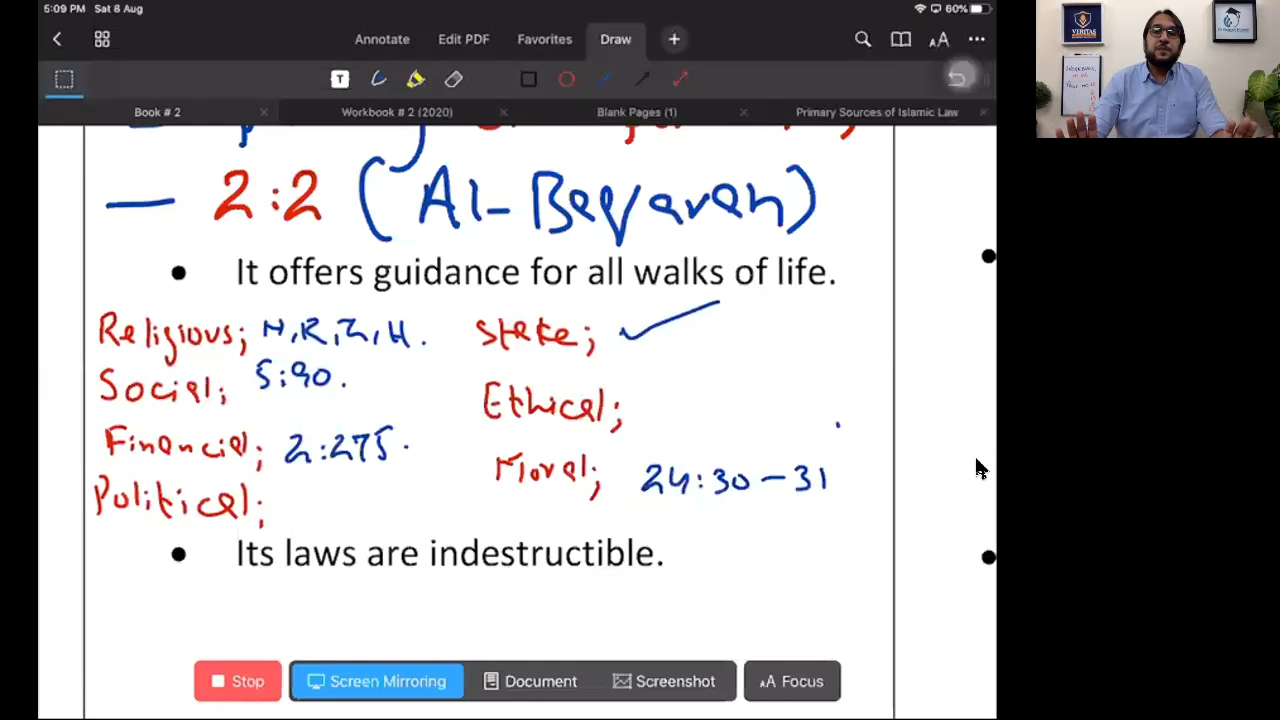 5:09 PM Sat 8 Aug 60%
Annotate Edit PDF Favorites Draw
Book # 2 Workbook # 2 (2020) Blank Pages (1) Primary Sources of Islamic Law
— 2:2 (Al-Baqarah)
• It offers guidance for all walks of life.
Religious; N, R, Z, H. State; ✓
Social; 5:90.
Ethical;
Financial; 2:275.
Moral; 24:30-31
Political;
• Its laws are indestructible.
Stop Screen Mirroring Document Screenshot AA Focus
VERITAS